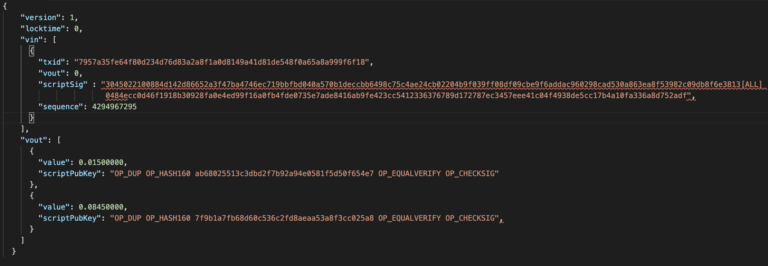 {
"version": 1,
"locktime": 0,
"vin": [
{
"txid": "7957a35fe64f80d234d76d83a2a8f1a0d8149a41d81de548f0a65a8a999f6f18",
"vout": 0,
"scriptSig" : "3045022100884d142d86652a3f47ba4746ec719bbfbd040a570b1deccbb6498c75c4ae24cb02204b9f039ff08df09cbe9f6addac960298cad530a863ea8f53982c09db8f6e3813[ALL]
0484ecc0d46f1918b30928fa0e4ed99f16a0fb4fde0735e7ade8416ab9fe423cc5412336376789d172787ec3457eee41c04f4938de5cc17b4a10fa336a8d752adf",
"sequence": 4294967295
}
],
"vout": [
{
"value": 0.01500000,
"scriptPubKey": "OP_DUP OP_HASH160 ab68025513c3dbd2f7b92a94e0581f5d50f654e7 OP_EQUALVERIFY OP_CHECKSIG"
},
{
"value": 0.08450000,
"scriptPubKey": "OP_DUP OP_HASH160 7f9b1a7fb68d60c536c2fd8aeaa53a8f3cc025a8 OP_EQUALVERIFY OP_CHECKSIG",
}
]
}